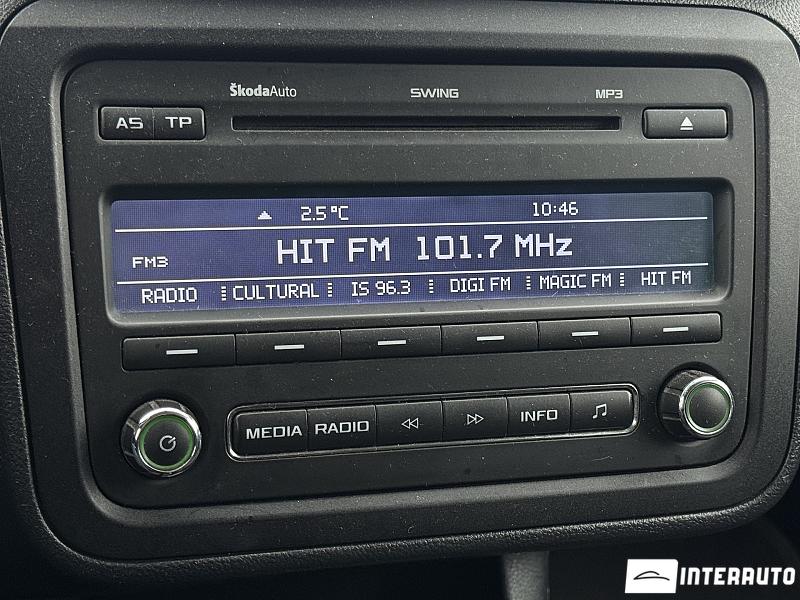 ŠkodaAuto SWING MP3
AS TP
2.5°C 10:46
FM3 HIT FM 101.7 MHz
RADIO CULTURAL IS 96.3 DIGI FM MAGIC FM HIT FM
MEDIA RADIO INFO
INTERAUTO